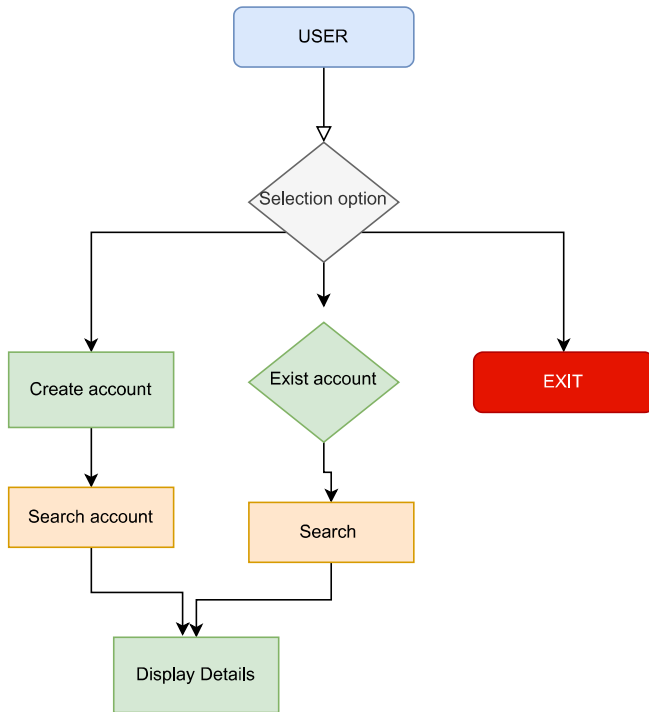 USER
Selection option
Create account
Exist account
EXIT
Search account
Search
Display Details